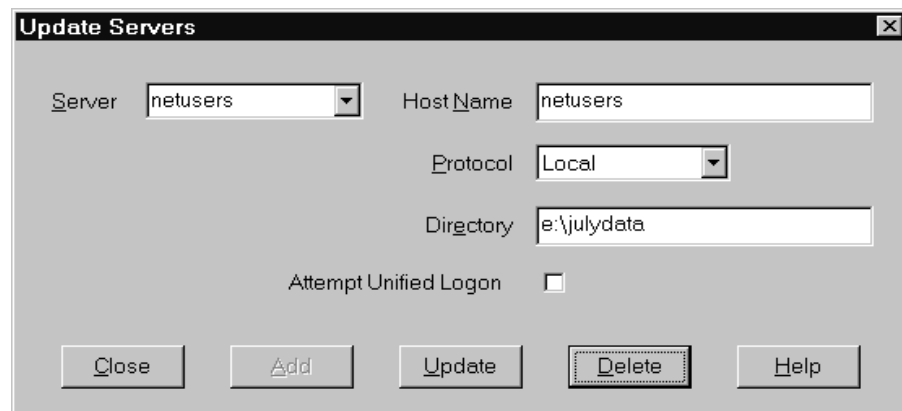 Update Servers
Server netusers Host Name netusers
Protocol Local
Directory e:\julydata
Attempt Unified Logon
Close Add Update Delete Help